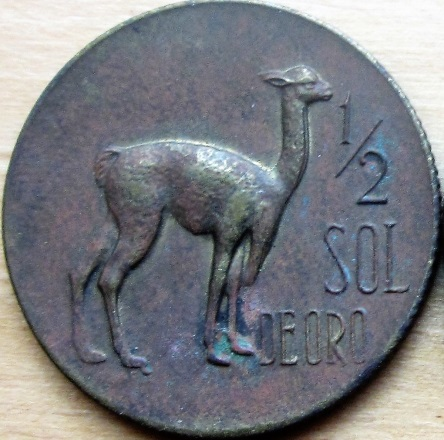 1/2
SOL
DE ORO